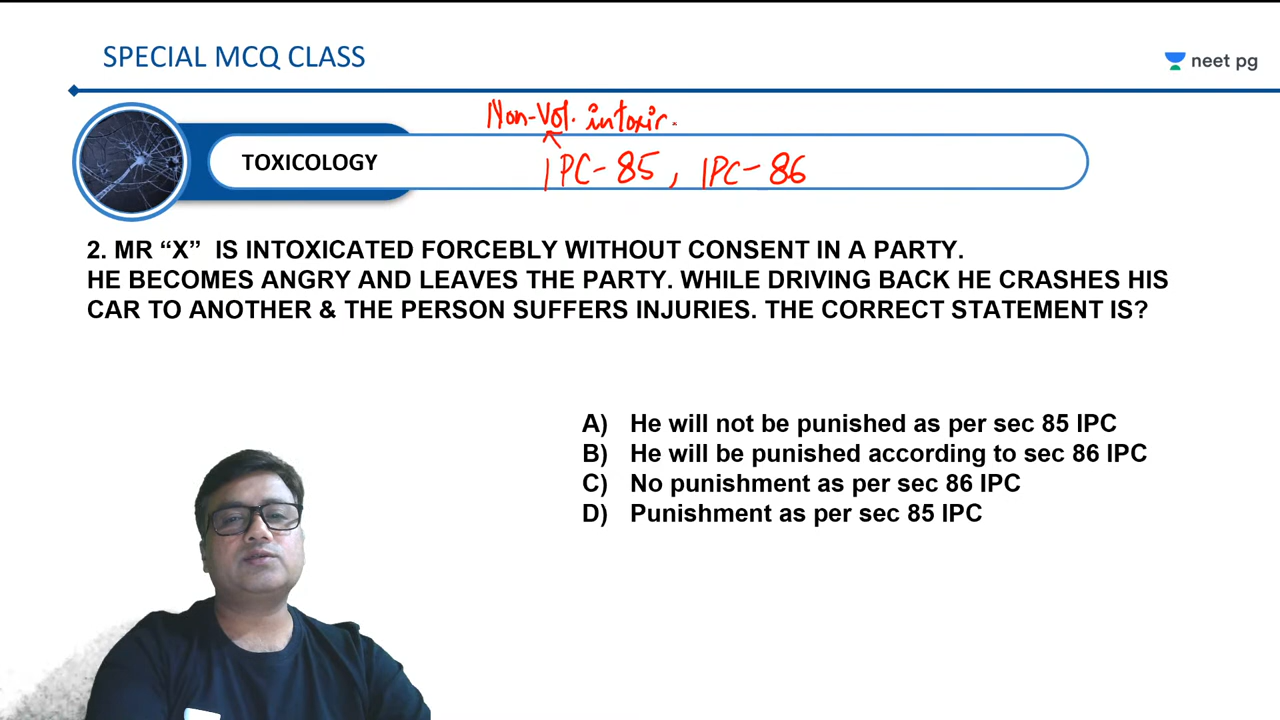 SPECIAL MCQ CLASS
neet pg
Non-Vol. intoxic.
TOXICOLOGY
IPC-85, IPC-86
2. MR “X” IS INTOXICATED FORCEBLY WITHOUT CONSENT IN A PARTY.
HE BECOMES ANGRY AND LEAVES THE PARTY. WHILE DRIVING BACK HE CRASHES HIS
CAR TO ANOTHER & THE PERSON SUFFERS INJURIES. THE CORRECT STATEMENT IS?
A) He will not be punished as per sec 85 IPC
B) He will be punished according to sec 86 IPC
C) No punishment as per sec 86 IPC
D) Punishment as per sec 85 IPC